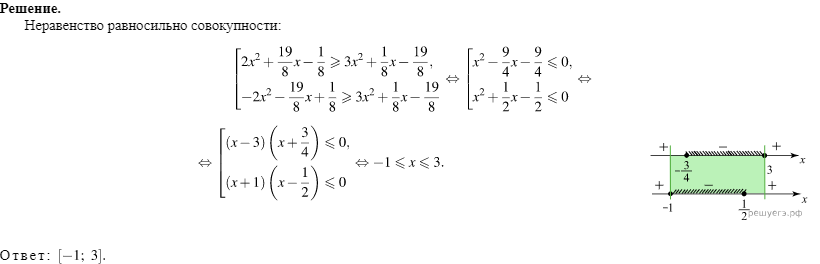 Решение.
Неравенство равносильно совокупности:
[2x² + 19/8 x − 1/8 ⩾ 3x² + 1/8 x − 19/8, ⇔ [x² − 9/4 x − 9/4 ⩽ 0, ⇔
−2x² − 19/8 x + 1/8 ⩾ 3x² + 1/8 x − 19/8 x² + 1/2 x − 1/2 ⩽ 0
⇔ [(x − 3)(x + 3/4) ⩽ 0, ⇔ −1 ⩽ x ⩽ 3.
(x + 1)(x − 1/2) ⩽ 0
+ − +
−3/4 3 x
+ − +
−1 1/2 x
решуегэ.рф
Ответ: [−1; 3].